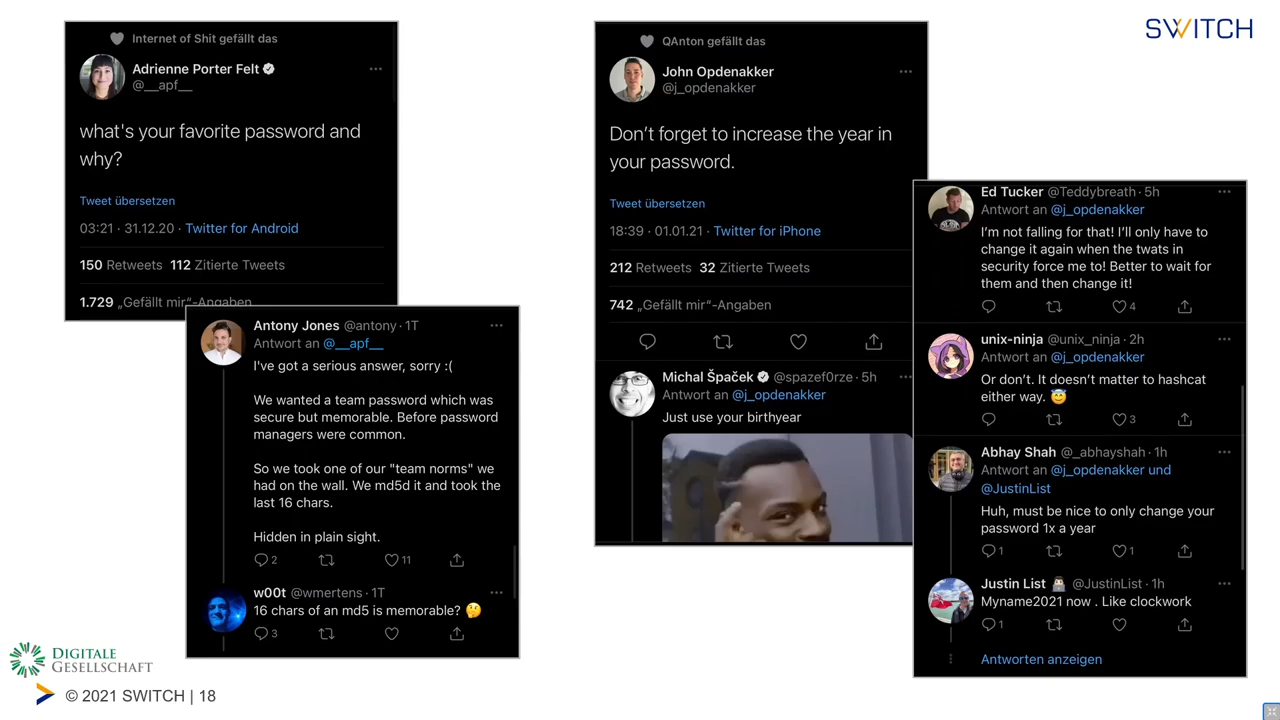 Internet of Shit gefällt das
Adrienne Porter Felt
@__apf__
what's your favorite password and
why?
Tweet übersetzen
03:21 · 31.12.20 · Twitter for Android
150 Retweets 112 Zitierte Tweets
1.729 „Gefällt mir“-Angaben
Antony Jones @antony · 1T
Antwort an @__apf__
I've got a serious answer, sorry :(
We wanted a team password which was
secure but memorable. Before password
managers were common.
So we took one of our "team norms" we
had on the wall. We md5d it and took the
last 16 chars.
Hidden in plain sight.
2 11
w00t @wmertens · 1T
16 chars of an md5 is memorable? 🤔
3
QAnton gefällt das
John Opdenakker
@j_opdenakker
Don’t forget to increase the year in
your password.
Tweet übersetzen
18:39 · 01.01.21 · Twitter for iPhone
212 Retweets 32 Zitierte Tweets
742 „Gefällt mir“-Angaben
Michal Špaček @spazef0rze · 5h
Antwort an @j_opdenakker
Just use your birthyear
SWITCH
Ed Tucker @Teddybreath · 5h
Antwort an @j_opdenakker
I’m not falling for that! I’ll only have to
change it again when the twats in
security force me to! Better to wait for
them and then change it!
4
unix-ninja @unix_ninja · 2h
Antwort an @j_opdenakker
Or don’t. It doesn’t matter to hashcat
either way. 😇
3
Abhay Shah @_abhayshah · 1h
Antwort an @j_opdenakker und
@JustinList
Huh, must be nice to only change your
password 1x a year
1 1
Justin List @JustinList · 1h
Myname2021 now . Like clockwork
1
Antworten anzeigen
DIGITALE
GESELLSCHAFT
© 2021 SWITCH | 18